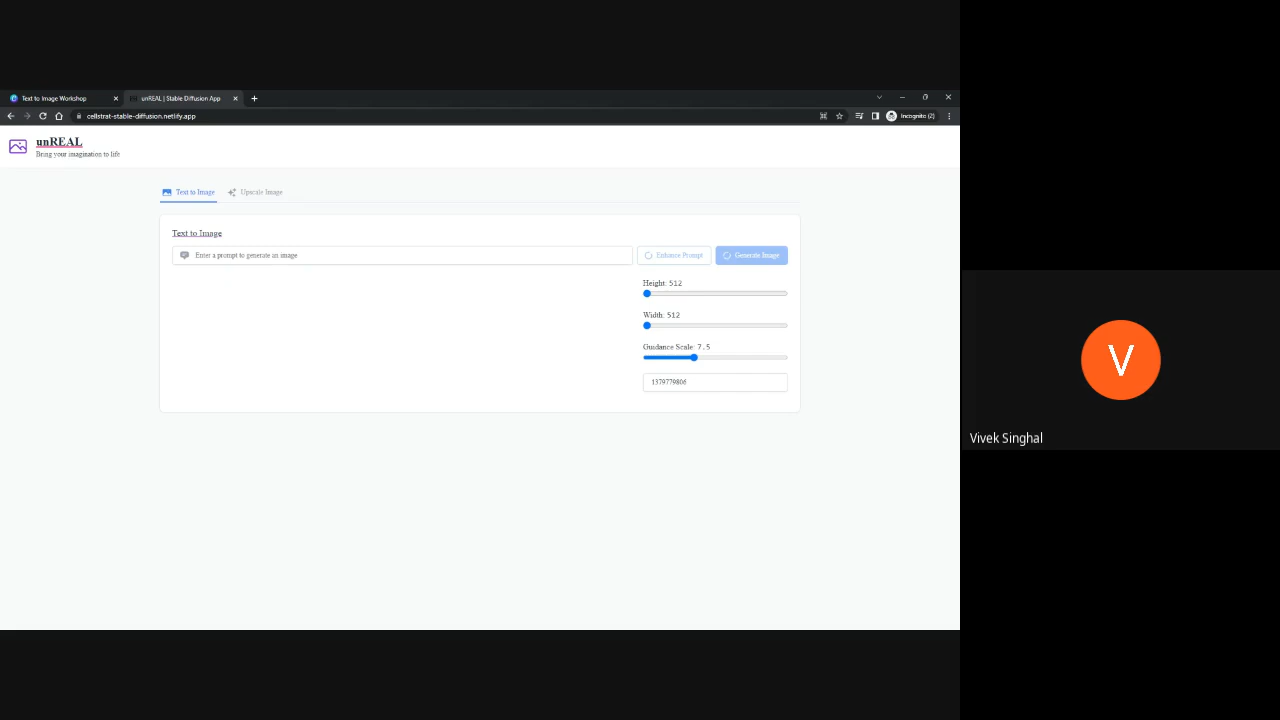 Text to Image Workshop
unREAL | Stable Diffusion App
cellstrat-stable-diffusion.netlify.app
Incognito (2)
unREAL
Bring your imagination to life
Text to Image
Upscale Image
Text to Image
Enter a prompt to generate an image
Enhance Prompt
Generate Image
Height: 512
Width: 512
Guidance Scale: 7.5
1379779806
V
Vivek Singhal